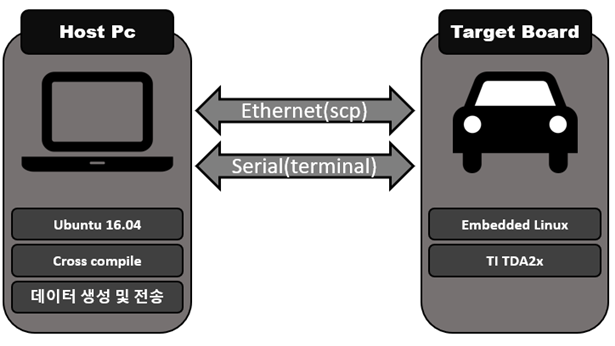 Host Pc
Target Board
Ethernet(scp)
Serial(terminal)
Ubuntu 16.04
Cross compile
데이터 생성 및 전송
Embedded Linux
TI TDA2x